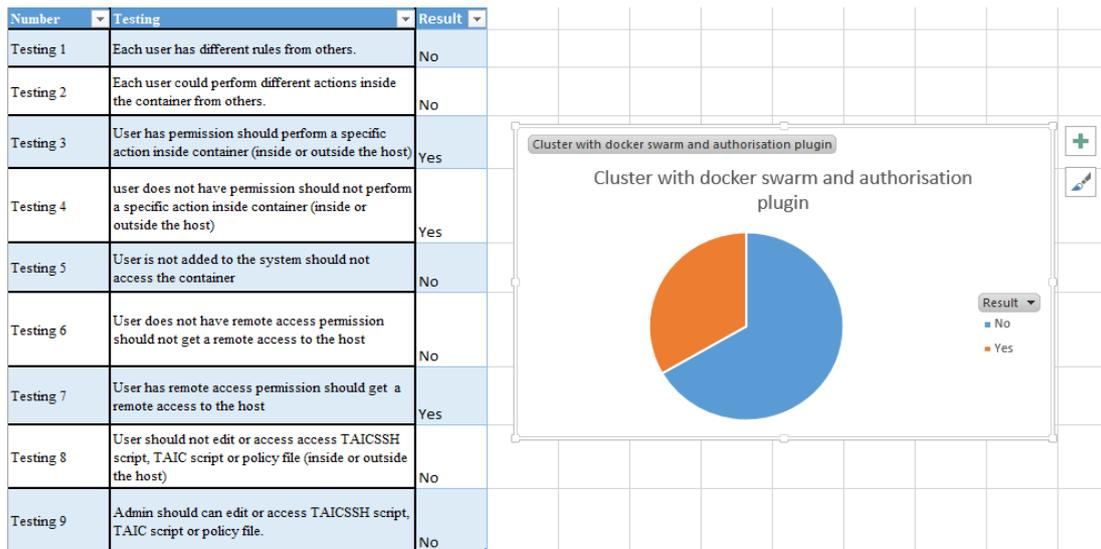 Number Testing Result
Testing 1 Each user has different rules from others. No
Testing 2 Each user could perform different actions inside
the container from others. No
Testing 3 User has permission should perform a specific
action inside container (inside or outside the host) Yes
Testing 4 user does not have permission should not perform
a specific action inside container (inside or
outside the host) Yes
Testing 5 User is not added to the system should not
access the container No
Testing 6 User does not have remote access permission
should not get a remote access to the host No
Testing 7 User has remote access permission should get a
remote access to the host Yes
Testing 8 User should not edit or access access TAICSSH
script, TAIC script or policy file (inside or outside
the host) No
Testing 9 Admin should can edit or access TAICSSH script,
TAIC script or policy file. No
Cluster with docker swarm and authorisation plugin
Cluster with docker swarm and authorisation
plugin
Result
No
Yes